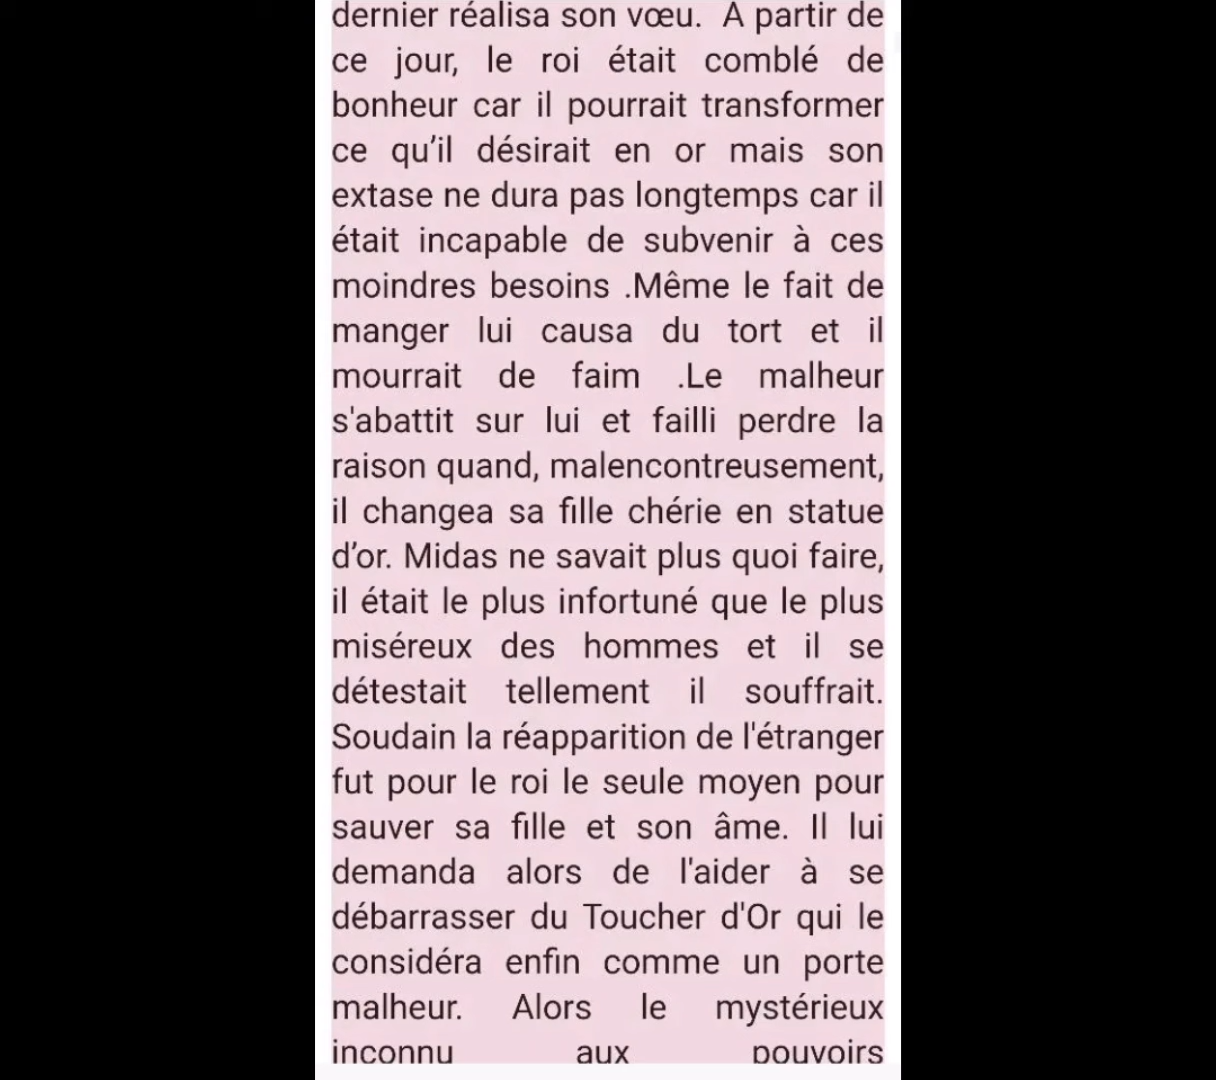 dernier réalisa son vœu. A partir de
ce jour, le roi était comblé de
bonheur car il pourrait transformer
ce qu’il désirait en or mais son
extase ne dura pas longtemps car il
était incapable de subvenir à ces
moindres besoins .Même le fait de
manger lui causa du tort et il
mourrait de faim .Le malheur
s'abattit sur lui et failli perdre la
raison quand, malencontreusement,
il changea sa fille chérie en statue
d’or. Midas ne savait plus quoi faire,
il était le plus infortuné que le plus
miséreux des hommes et il se
détestait tellement il souffrait.
Soudain la réapparition de l'étranger
fut pour le roi le seule moyen pour
sauver sa fille et son âme. Il lui
demanda alors de l'aider à se
débarrasser du Toucher d'Or qui le
considéra enfin comme un porte
malheur. Alors le mystérieux
inconnu aux pouvoirs